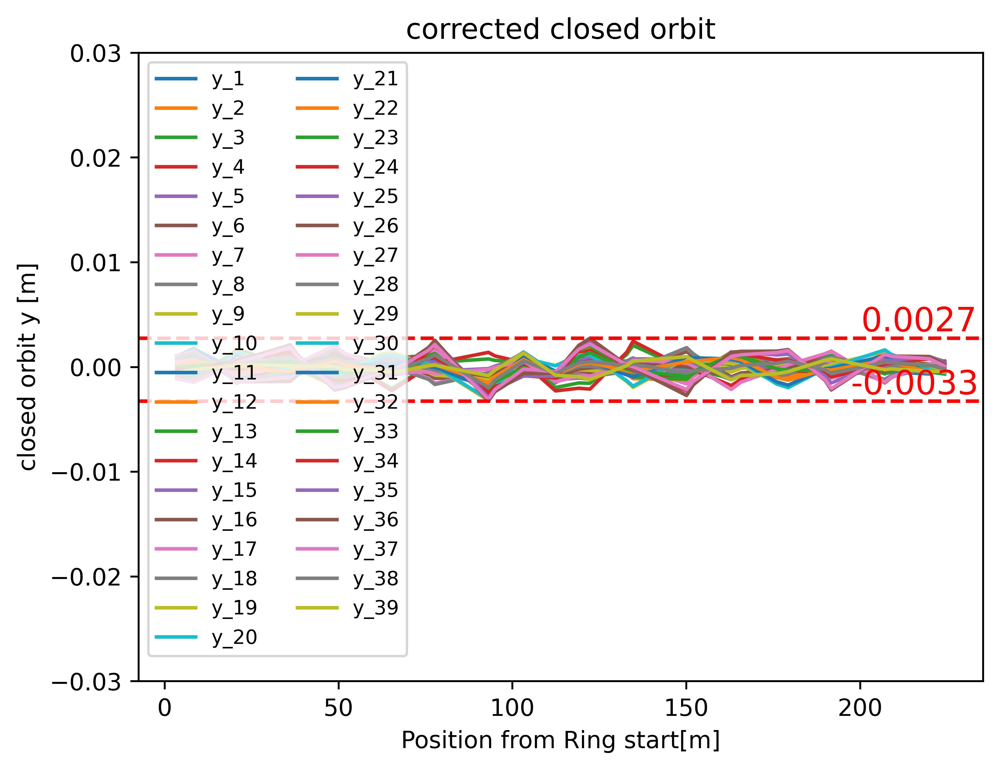 corrected closed orbit
closed orbit y [m]
0.03
0.02
0.01
0.00
−0.01
−0.02
−0.03
y_1
y_2
y_3
y_4
y_5
y_6
y_7
y_8
y_9
y_10
y_11
y_12
y_13
y_14
y_15
y_16
y_17
y_18
y_19
y_20
y_21
y_22
y_23
y_24
y_25
y_26
y_27
y_28
y_29
y_30
y_31
y_32
y_33
y_34
y_35
y_36
y_37
y_38
y_39
0.0027
-0.0033
0 50 100 150 200
Position from Ring start[m]